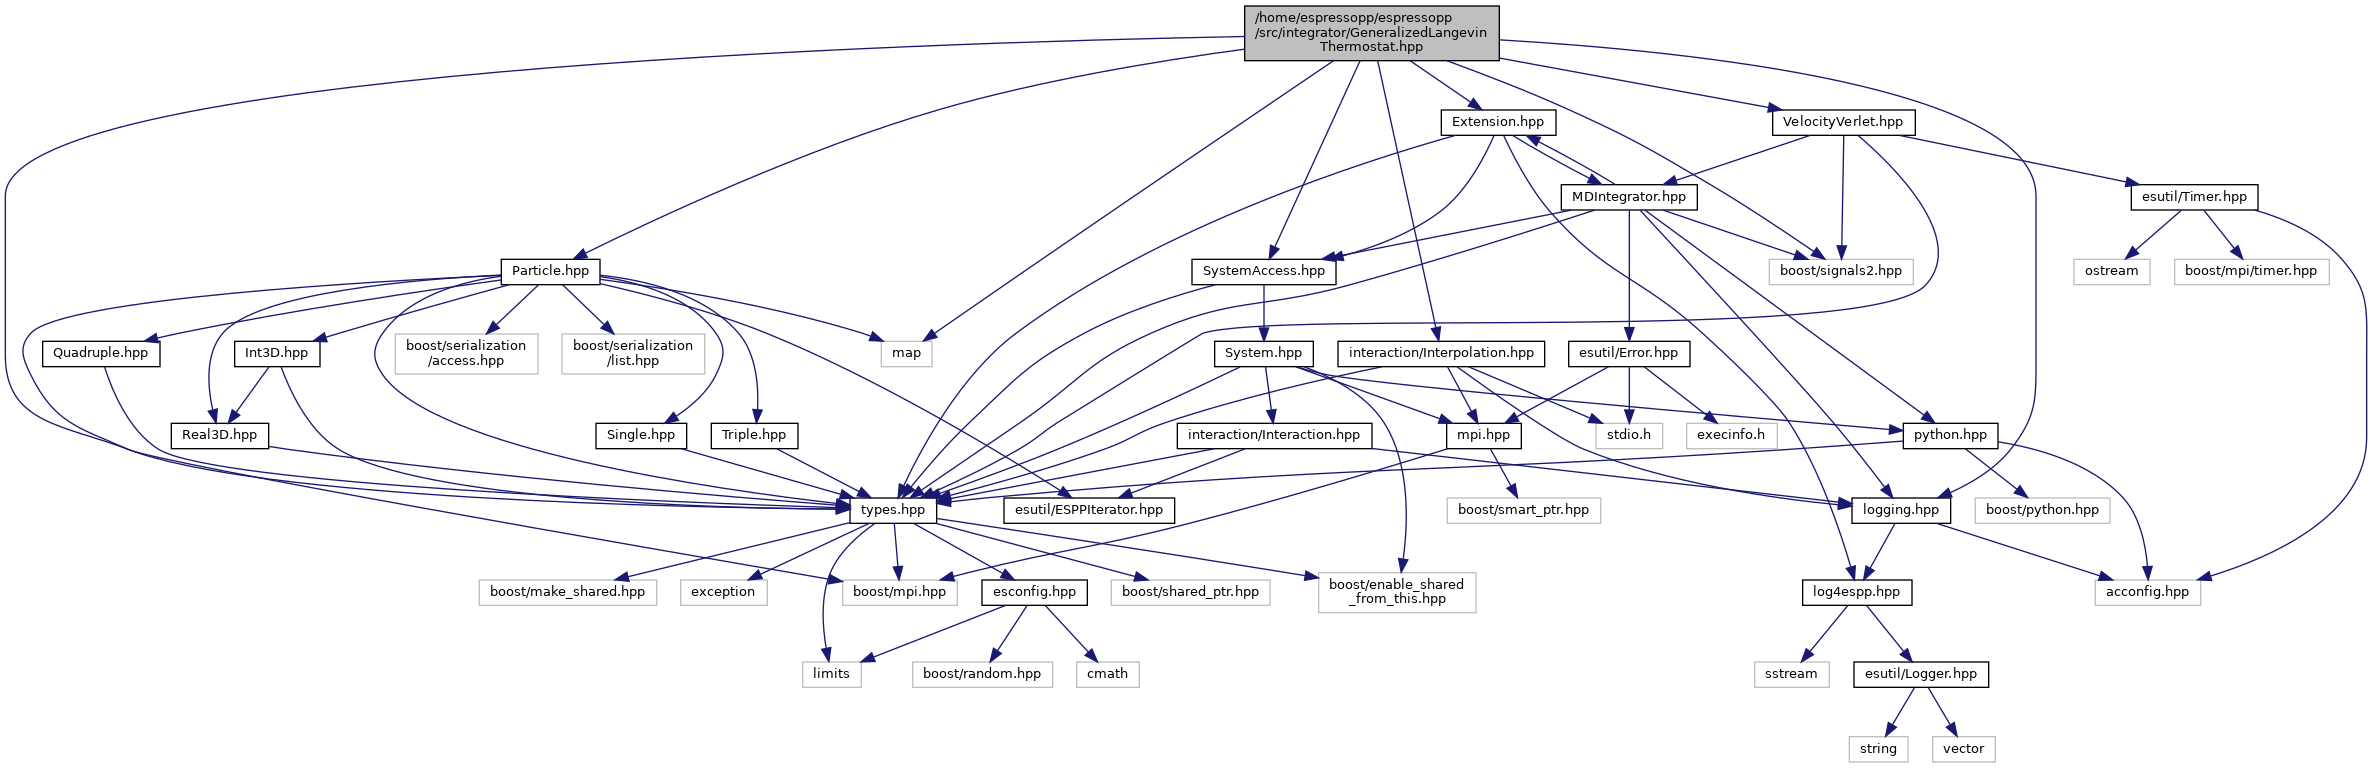 /home/espressopp/espressopp
/src/integrator/GeneralizedLangevin
Thermostat.hpp
Extension.hpp
VelocityVerlet.hpp
MDIntegrator.hpp
esutil/Timer.hpp
Particle.hpp
SystemAccess.hpp
boost/signals2.hpp
ostream
boost/mpi/timer.hpp
Quadruple.hpp
Int3D.hpp
boost/serialization
/access.hpp
boost/serialization
/list.hpp
map
System.hpp
interaction/Interpolation.hpp
esutil/Error.hpp
Real3D.hpp
Single.hpp
Triple.hpp
interaction/Interaction.hpp
mpi.hpp
stdio.h
execinfo.h
python.hpp
types.hpp
esutil/ESPPIterator.hpp
boost/smart_ptr.hpp
logging.hpp
boost/python.hpp
boost/make_shared.hpp
exception
boost/mpi.hpp
esconfig.hpp
boost/shared_ptr.hpp
boost/enable_shared
_from_this.hpp
log4espp.hpp
acconfig.hpp
limits
boost/random.hpp
cmath
sstream
esutil/Logger.hpp
string
vector